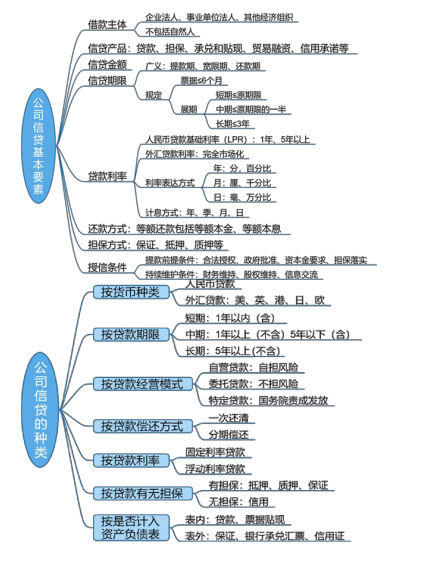 公司信贷基本要素
借款主体
企业法人、事业单位法人、其他经济组织
不包括自然人
信贷产品：贷款、担保、承兑和贴现、贸易融资、信用承诺等
信贷金额
信贷期限
广义：提款期、宽限期、还款期
规定
票据≤6个月
展期
短期≤原期限
中期≤原期限的一半
长期≤3年
贷款利率
人民币贷款基础利率（LPR）：1年、5年以上
外汇贷款利率：完全市场化
利率表达方式
年：分，百分比
月：厘、千分比
日：毫、万分比
计息方式：年、季、月、日
还款方式：等额还款包括等额本金、等额本息
担保方式：保证、抵押、质押等
授信条件
提款前提条件：合法授权、政府批准、资本金要求、担保落实
持续维护条件：财务维持、股权维持、信息交流
公司信贷的种类
按货币种类
人民币贷款
外汇贷款：美、英、港、日、欧
按贷款期限
短期：1年以内（含）
中期：1年以上（不含）5年以下（含）
长期：5年以上(不含）
按贷款经营模式
自营贷款：自担风险
委托贷款：不担风险
特定贷款：国务院责成发放
按贷款偿还方式
一次还清
分期偿还
按贷款利率
固定利率贷款
浮动利率贷款
按贷款有无担保
有担保：抵押、质押、保证
无担保：信用
按是否计入
资产负债表
表内：贷款、票据贴现
表外：保证、银行承兑汇票、信用证